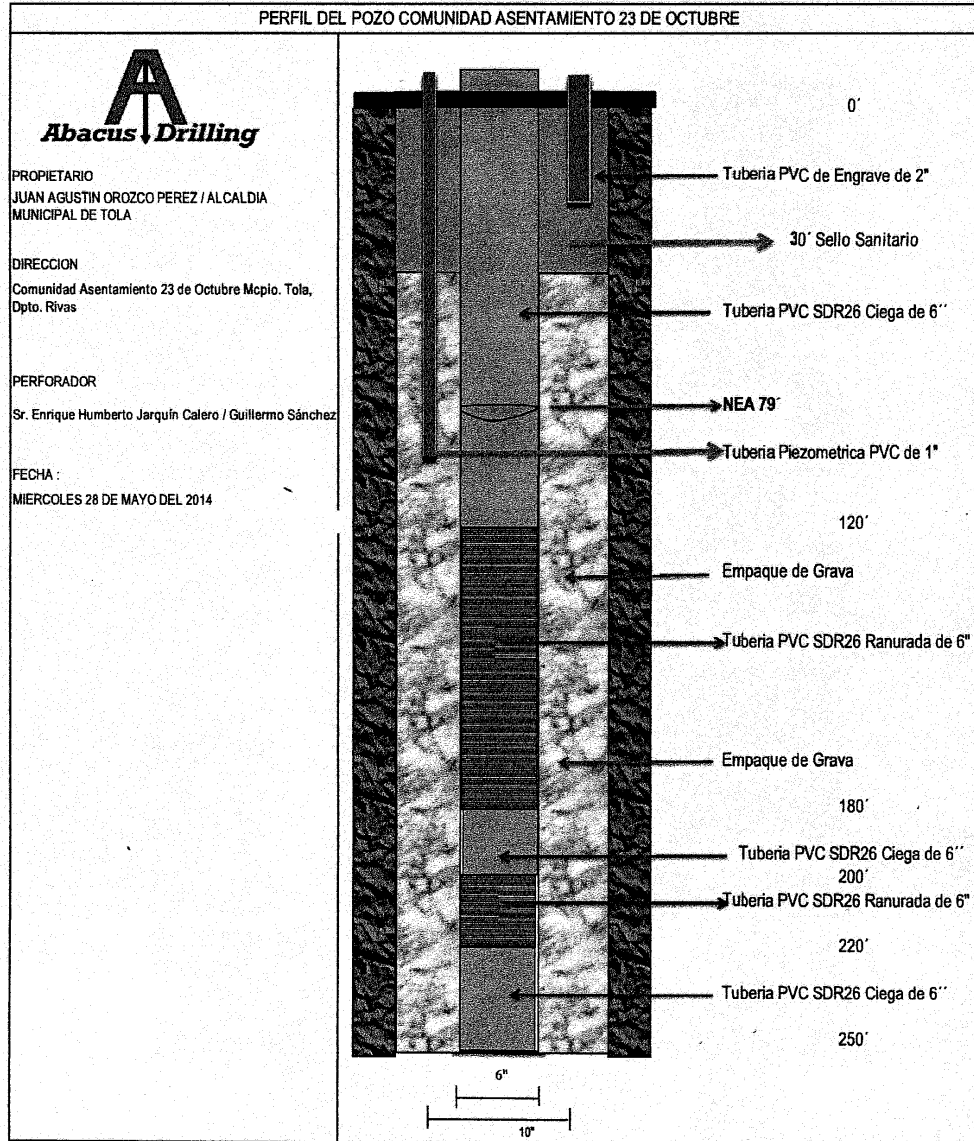 PERFIL DEL POZO COMUNIDAD ASENTAMIENTO 23 DE OCTUBRE
Abacus Drilling
PROPIETARIO
JUAN AGUSTIN OROZCO PEREZ / ALCALDIA
MUNICIPAL DE TOLA
DIRECCION
Comunidad Asentamiento 23 de Octubre Mcpio. Tola,
Dpto. Rivas
PERFORADOR
Sr. Enrique Humberto Jarquín Calero / Guillermo Sánchez
FECHA :
MIERCOLES 28 DE MAYO DEL 2014
0´
Tuberia PVC de Engrave de 2"
30´ Sello Sanitario
Tuberia PVC SDR26 Ciega de 6´´
NEA 79´
Tuberia Piezometrica PVC de 1"
120´
Empaque de Grava
Tuberia PVC SDR26 Ranurada de 6"
Empaque de Grava
180´
Tuberia PVC SDR26 Ciega de 6´´
200´
Tuberia PVC SDR26 Ranurada de 6"
220´
Tuberia PVC SDR26 Ciega de 6´´
250´
6"
10"